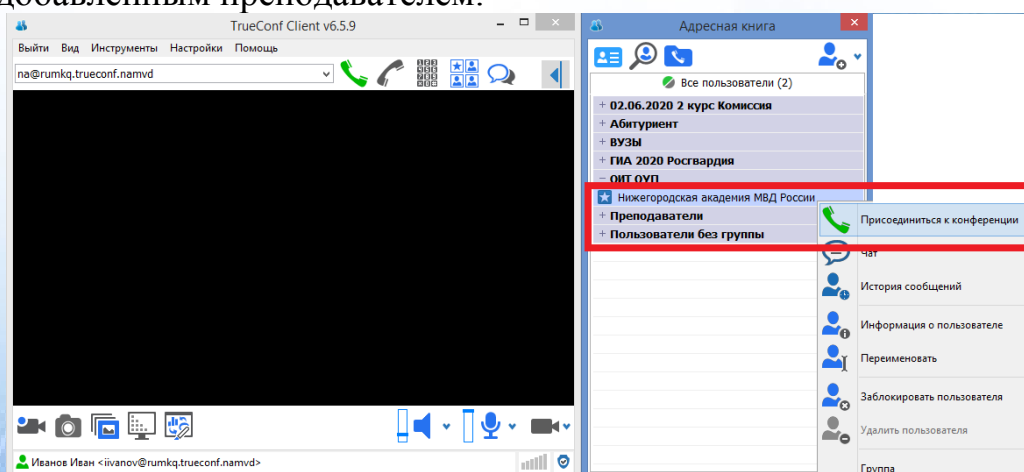 добавленным преподавателем:
TrueConf Client v6.5.9
Выйти Вид Инструменты Настройки Помощь
na@rumkq.trueconf.namvd
Иванов Иван <iivanov@rumkq.trueconf.namvd>
Адресная книга
Все пользователи (2)
+ 02.06.2020 2 курс Комиссия
+ Абитуриент
+ ВУЗЫ
+ ГИА 2020 Росгвардия
− ОИТ ОУП
Нижегородская академия МВД России
+ Преподаватели
+ Пользователи без группы
Присоединиться к конференции
Чат
История сообщений
Информация о пользователе
Переименовать
Заблокировать пользователя
Удалить пользователя
Группа